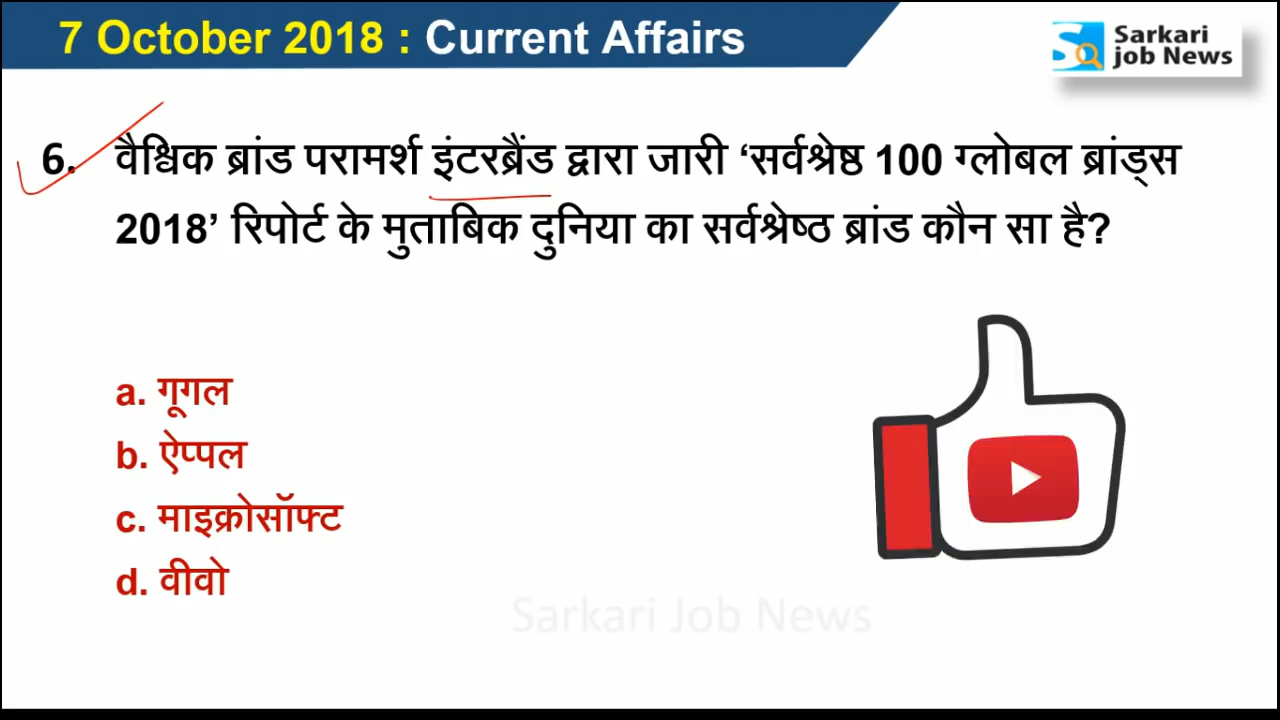 7 October 2018 : Current Affairs
Sarkari
Job News
6. वैश्विक ब्रांड परामर्श इंटरब्रैंड द्वारा जारी ‘सर्वश्रेष्ठ 100 ग्लोबल ब्रांड्स
2018’ रिपोर्ट के मुताबिक दुनिया का सर्वश्रेष्ठ ब्रांड कौन सा है?
a. गूगल
b. ऐप्पल
c. माइक्रोसॉफ्ट
d. वीवो
Sarkari Job News